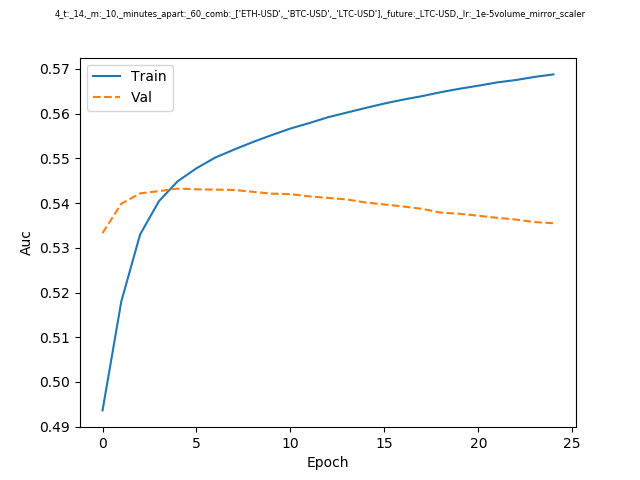 4_t:_14,_m:_10,_minutes_apart:_60_comb:_['ETH-USD',_'BTC-USD',_'LTC-USD'],_future:_LTC-USD,_lr:_1e-5volume_mirror_scaler
Train
Val
0.57
0.56
0.55
0.54
0.53
0.52
0.51
0.50
0.49
Auc
0 5 10 15 20 25
Epoch